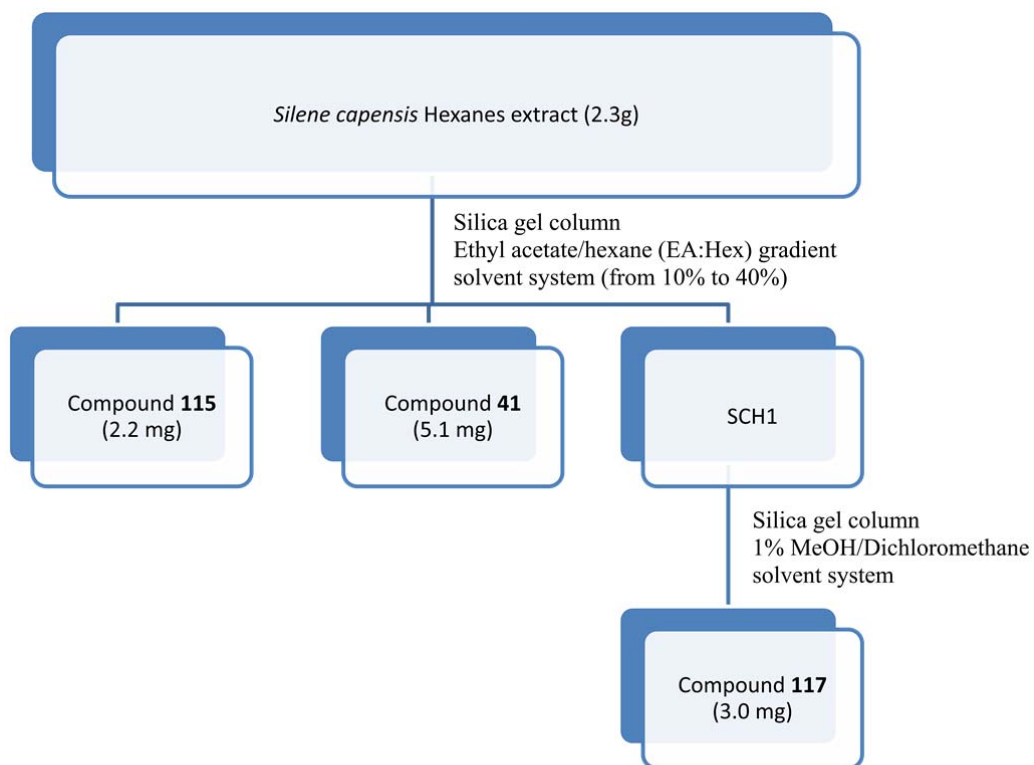 Silene capensis Hexanes extract (2.3g)
Silica gel column
Ethyl acetate/hexane (EA:Hex) gradient
solvent system (from 10% to 40%)
Compound 115
(2.2 mg)
Compound 41
(5.1 mg)
SCH1
Silica gel column
1% MeOH/Dichloromethane
solvent system
Compound 117
(3.0 mg)